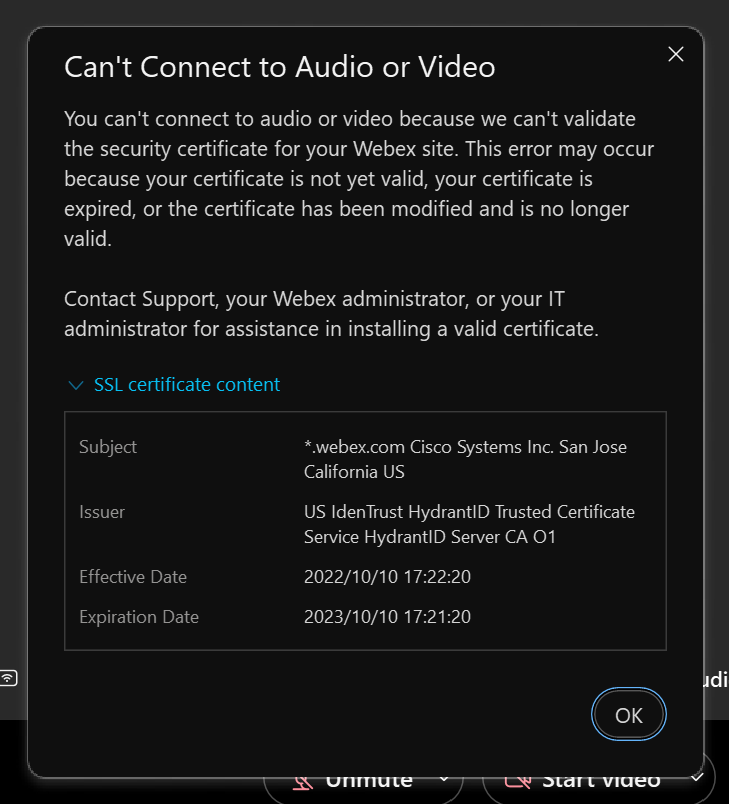 Can't Connect to Audio or Video
You can't connect to audio or video because we can't validate
the security certificate for your Webex site. This error may occur
because your certificate is not yet valid, your certificate is
expired, or the certificate has been modified and is no longer
valid.
Contact Support, your Webex administrator, or your IT
administrator for assistance in installing a valid certificate.
SSL certificate content
Subject *.webex.com Cisco Systems Inc. San Jose
California US
Issuer US IdenTrust HydrantID Trusted Certificate
Service HydrantID Server CA O1
Effective Date 2022/10/10 17:22:20
Expiration Date 2023/10/10 17:21:20
OK
Unmute Start video